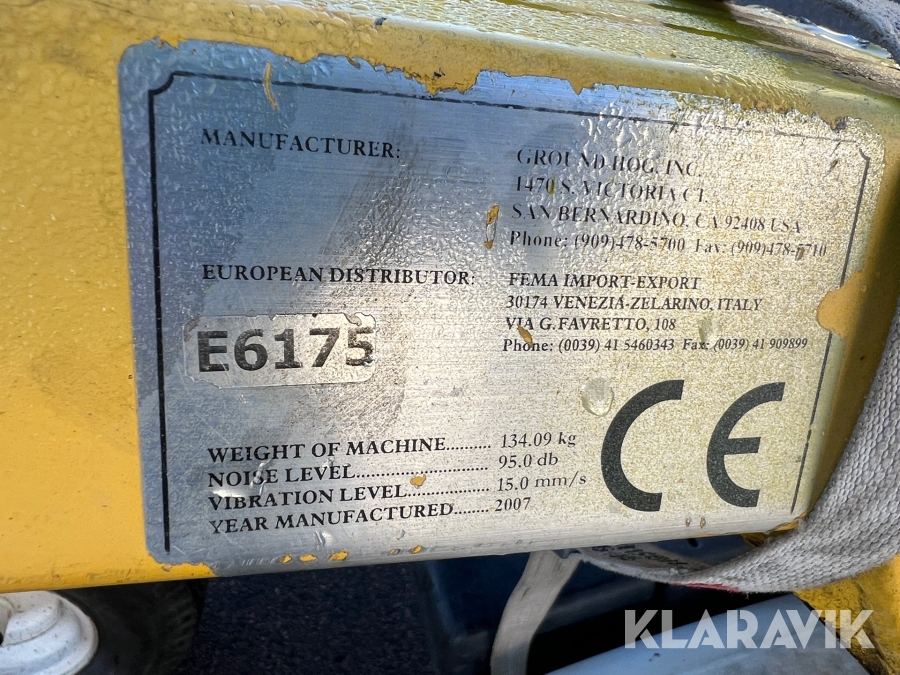 MANUFACTURER:
GROUND HOG, INC.
1470 S. VICTORIA CT.
SAN BERNARDINO, CA 92408 USA
Phone: (909)478-5700 Fax: (909)478-5710
EUROPEAN DISTRIBUTOR:
FEMA IMPORT-EXPORT
30174 VENEZIA-ZELARINO, ITALY
VIA G.FAVRETTO, 108
Phone: (0039) 41 5460343 Fax: (0039) 41 909899
E6175
WEIGHT OF MACHINE......... 134.09 kg
NOISE LEVEL........................... 95.0 db
VIBRATION LEVEL................. 15.0 mm/s
YEAR MANUFACTURED........ 2007
CE
KLARAVIK